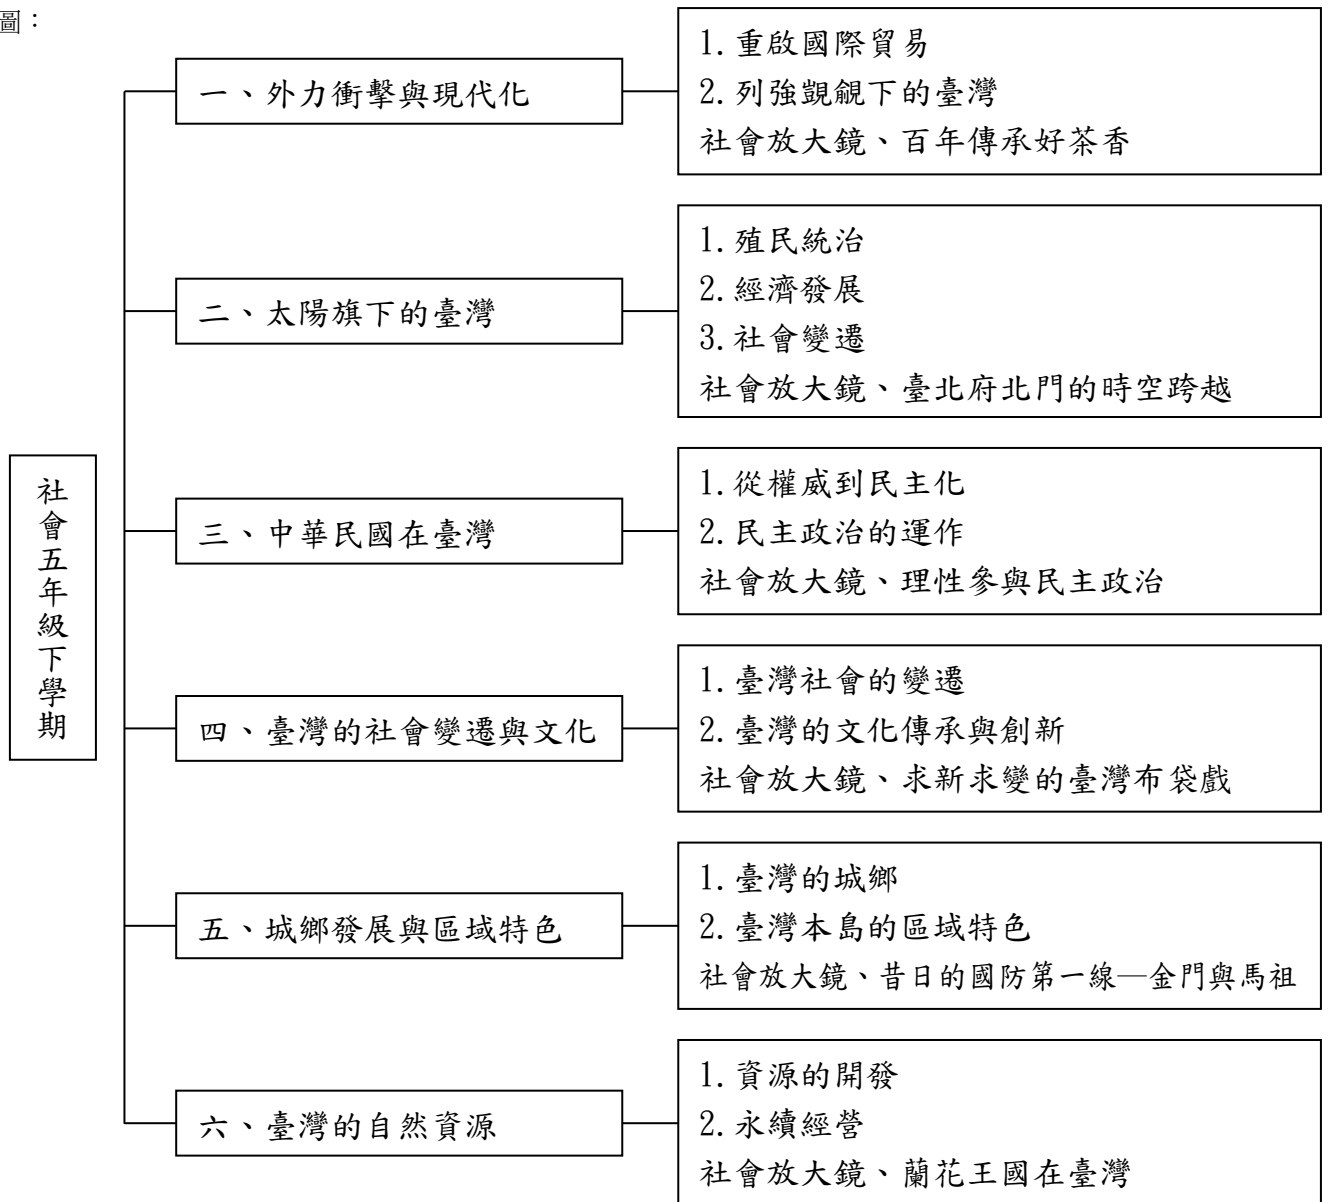 圖：
社會五年級下學期
一、外力衝擊與現代化
1.重啟國際貿易
2.列強覬覦下的臺灣
社會放大鏡、百年傳承好茶香
二、太陽旗下的臺灣
1.殖民統治
2.經濟發展
3.社會變遷
社會放大鏡、臺北府北門的時空跨越
三、中華民國在臺灣
1.從權威到民主化
2.民主政治的運作
社會放大鏡、理性參與民主政治
四、臺灣的社會變遷與文化
1.臺灣社會的變遷
2.臺灣的文化傳承與創新
社會放大鏡、求新求變的臺灣布袋戲
五、城鄉發展與區域特色
1.臺灣的城鄉
2.臺灣本島的區域特色
社會放大鏡、昔日的國防第一線—金門與馬祖
六、臺灣的自然資源
1.資源的開發
2.永續經營
社會放大鏡、蘭花王國在臺灣